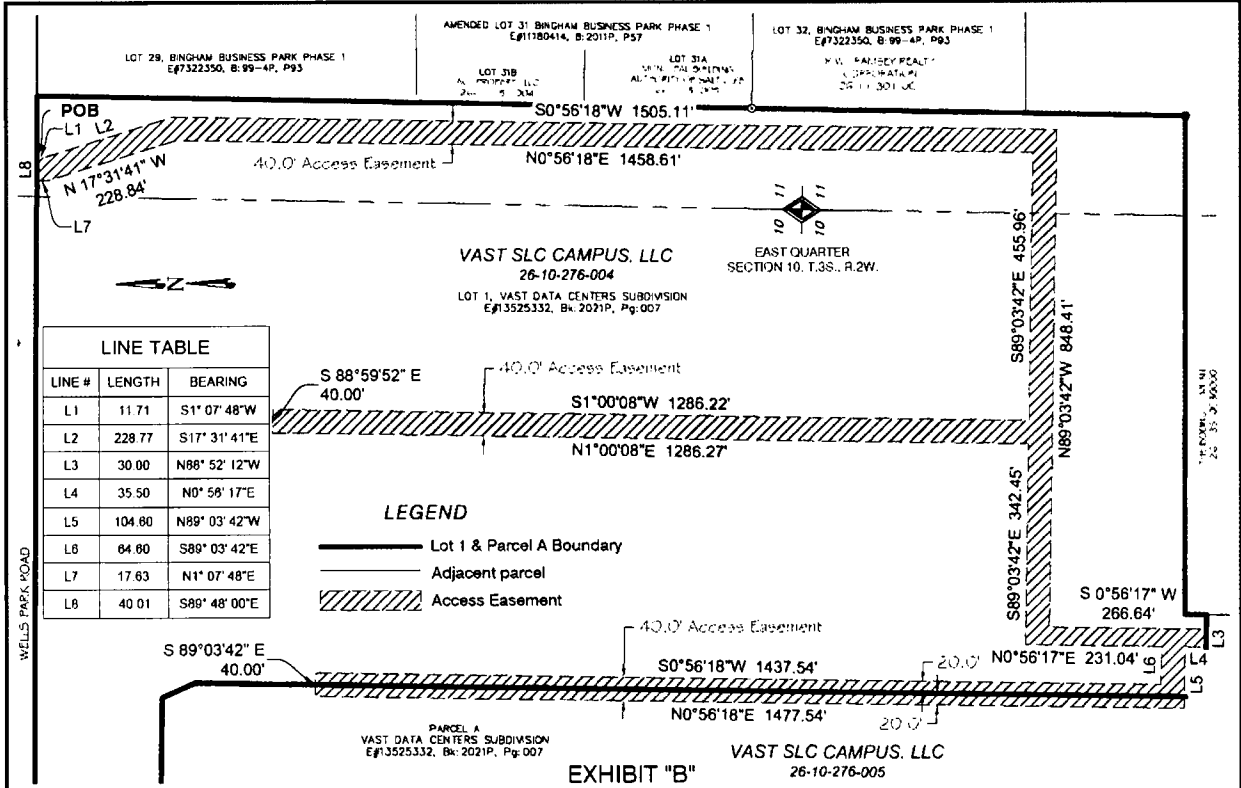 AMENDED LOT 31 BINGHAM BUSINESS PARK PHASE 1
E#11180414, B:2011P, P57
LOT 32, BINGHAM BUSINESS PARK PHASE 1
E#7322350, B:99-4P, P93
LOT 29, BINGHAM BUSINESS PARK PHASE 1
E#7322350, B:99-4P, P93
LOT 31B
LOT 31A
RAMSEY REALTY
CORPORATION
POB
L1 L2
S0°56'18"W 1505.11'
40.0' Access Easement
N0°56'18"E 1458.61'
N 17°31'41" W
228.84'
L8
L7
11 11
10 10
EAST QUARTER
SECTION 10, T.3S., R.2W.
VAST SLC CAMPUS, LLC
26-10-276-004
LOT 1, VAST DATA CENTERS SUBDIVISION
E#13525332, Bk: 2021P, Pg: 007
Z
S89°03'42"E 455.96'
N89°03'42"W 848.41'
LINE TABLE
LINE # LENGTH BEARING
L1 11.71 S1° 07' 48"W
L2 228.77 S17° 31' 41"E
L3 30.00 N88° 52' 12"W
L4 35.50 N0° 56' 17"E
L5 104.60 N89° 03' 42"W
L6 64.60 S89° 03' 42"E
L7 17.63 N1° 07' 48"E
L8 40.01 S89° 48' 00"E
S 88°59'52" E
40.00'
40.0' Access Easement
S1°00'08"W 1286.22'
N1°00'08"E 1286.27'
LEGEND
Lot 1 & Parcel A Boundary
Adjacent parcel
Access Easement
WELLS PARK ROAD
S89°03'42"E 342.45'
S 0°56'17" W
266.64'
L3
L4
L5
L6
N0°56'17"E 231.04'
40.0' Access Easement
S 89°03'42" E
40.00'
S0°56'18"W 1437.54'
20.0'
N0°56'18"E 1477.54'
20.0'
PARCEL A
VAST DATA CENTERS SUBDIVISION
E#13525332, Bk: 2021P, Pg: 007
VAST SLC CAMPUS, LLC
26-10-276-005
EXHIBIT "B"